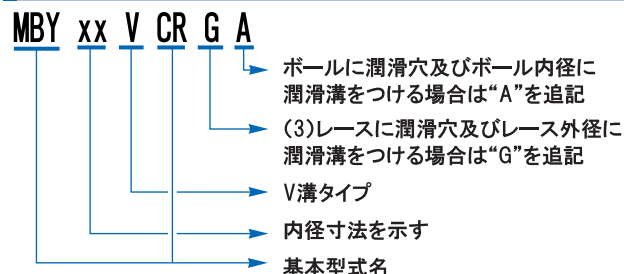 MBY xx V CR G A
ボールに潤滑穴及びボール内径に
潤滑溝をつける場合は“A”を追記
(3)レースに潤滑穴及びレース外径に
潤滑溝をつける場合は“G”を追記
V溝タイプ
内径寸法を示す
基本型式名